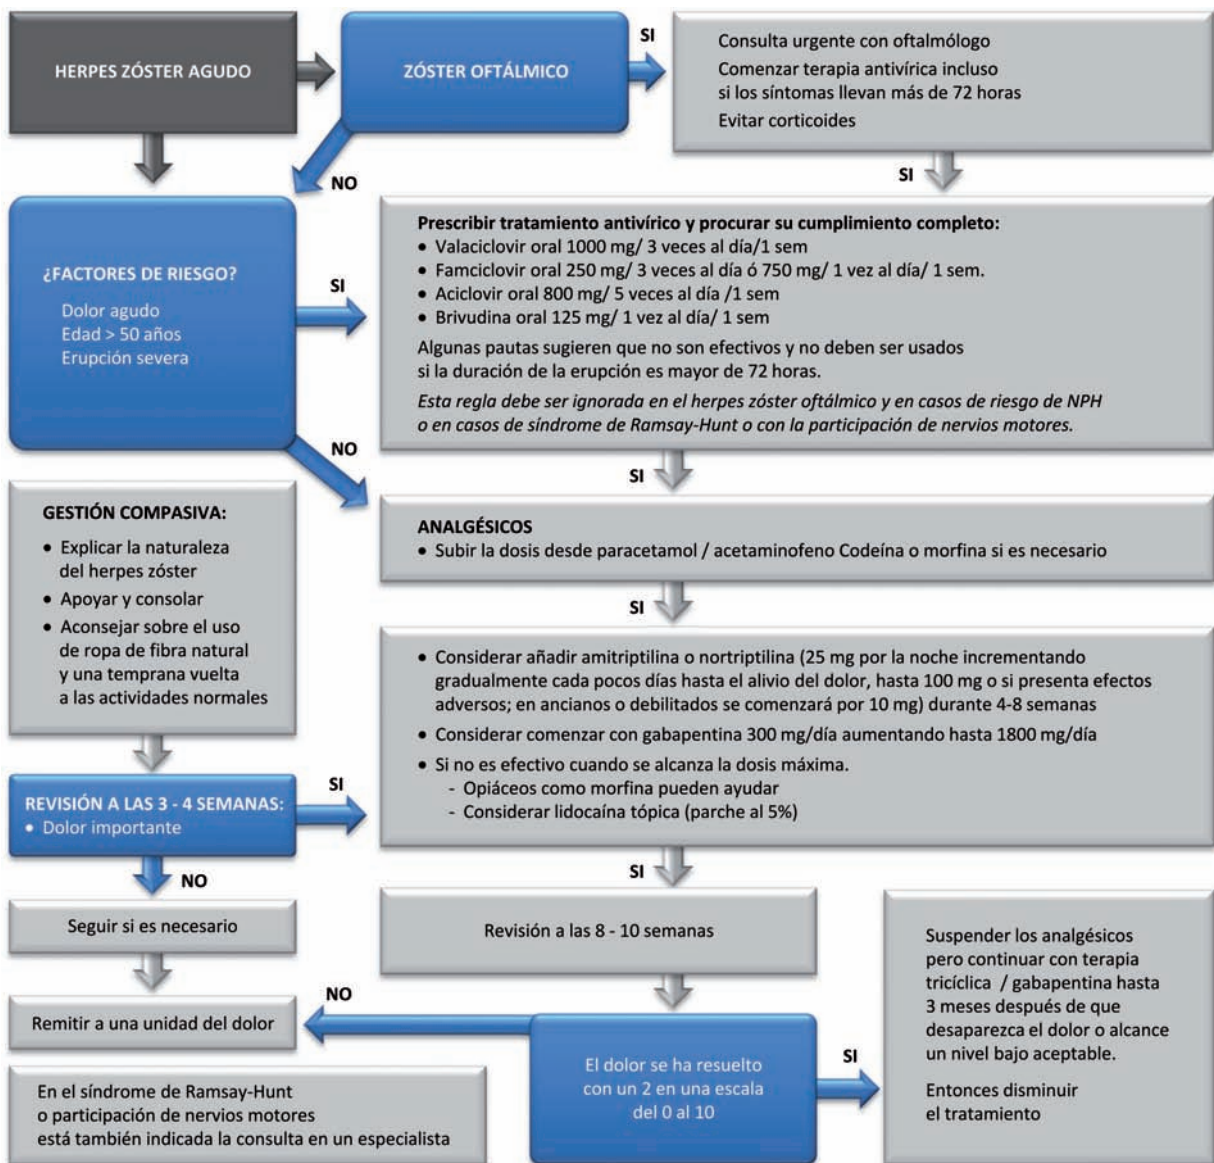 HERPES ZÓSTER AGUDO
ZÓSTER OFTÁLMICO
SI
Consulta urgente con oftalmólogo
Comenzar terapia antivírica incluso
si los síntomas llevan más de 72 horas
Evitar corticoides
NO
SI
¿FACTORES DE RIESGO?
Dolor agudo
Edad > 50 años
Erupción severa
SI
Prescribir tratamiento antivírico y procurar su cumplimiento completo:
• Valaciclovir oral 1000 mg/ 3 veces al día/1 sem
• Famciclovir oral 250 mg/ 3 veces al día ó 750 mg/ 1 vez al día/ 1 sem.
• Aciclovir oral 800 mg/ 5 veces al día /1 sem
• Brivudina oral 125 mg/ 1 vez al día/ 1 sem
Algunas pautas sugieren que no son efectivos y no deben ser usados
si la duración de la erupción es mayor de 72 horas.
Esta regla debe ser ignorada en el herpes zóster oftálmico y en casos de riesgo de NPH
o en casos de síndrome de Ramsay-Hunt o con la participación de nervios motores.
NO
SI
GESTIÓN COMPASIVA:
• Explicar la naturaleza
del herpes zóster
• Apoyar y consolar
• Aconsejar sobre el uso
de ropa de fibra natural
y una temprana vuelta
a las actividades normales
ANALGÉSICOS
• Subir la dosis desde paracetamol / acetaminofeno Codeína o morfina si es necesario
SI
• Considerar añadir amitriptilina o nortriptilina (25 mg por la noche incrementando
gradualmente cada pocos días hasta el alivio del dolor, hasta 100 mg o si presenta efectos
adversos; en ancianos o debilitados se comenzará por 10 mg) durante 4-8 semanas
• Considerar comenzar con gabapentina 300 mg/día aumentando hasta 1800 mg/día
• Si no es efectivo cuando se alcanza la dosis máxima.
- Opiáceos como morfina pueden ayudar
- Considerar lidocaína tópica (parche al 5%)
REVISIÓN A LAS 3 - 4 SEMANAS:
• Dolor importante
SI
NO
SI
Seguir si es necesario
Revisión a las 8 - 10 semanas
Remitir a una unidad del dolor
NO
El dolor se ha resuelto
con un 2 en una escala
del 0 al 10
SI
Suspender los analgésicos
pero continuar con terapia
tricíclica / gabapentina hasta
3 meses después de que
desaparezca el dolor o alcance
un nivel bajo aceptable.
Entonces disminuir
el tratamiento
En el síndrome de Ramsay-Hunt
o participación de nervios motores
está también indicada la consulta en un especialista